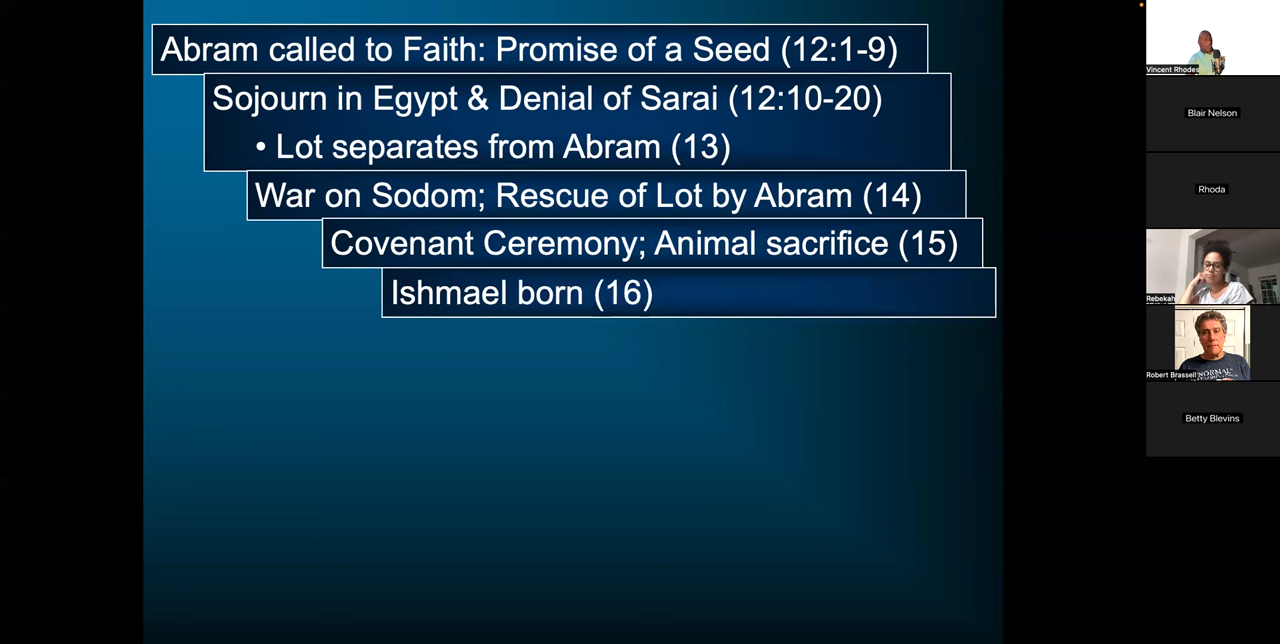 Abram called to Faith: Promise of a Seed (12:1-9)
Sojourn in Egypt & Denial of Sarai (12:10-20)
• Lot separates from Abram (13)
War on Sodom; Rescue of Lot by Abram (14)
Covenant Ceremony; Animal sacrifice (15)
Ishmael born (16)
Vincent Rhodes
Blair Nelson
Rhoda
Rebekah
NORMAL
Robert Brassell
Betty Blevins